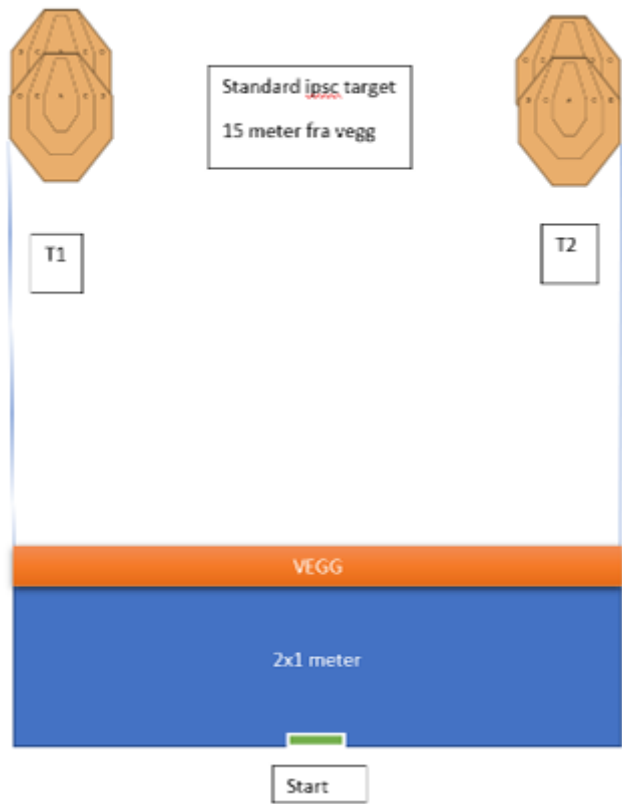 Standard ipsc target
15 meter fra vegg
T1
T2
VEGG
2x1 meter
Start